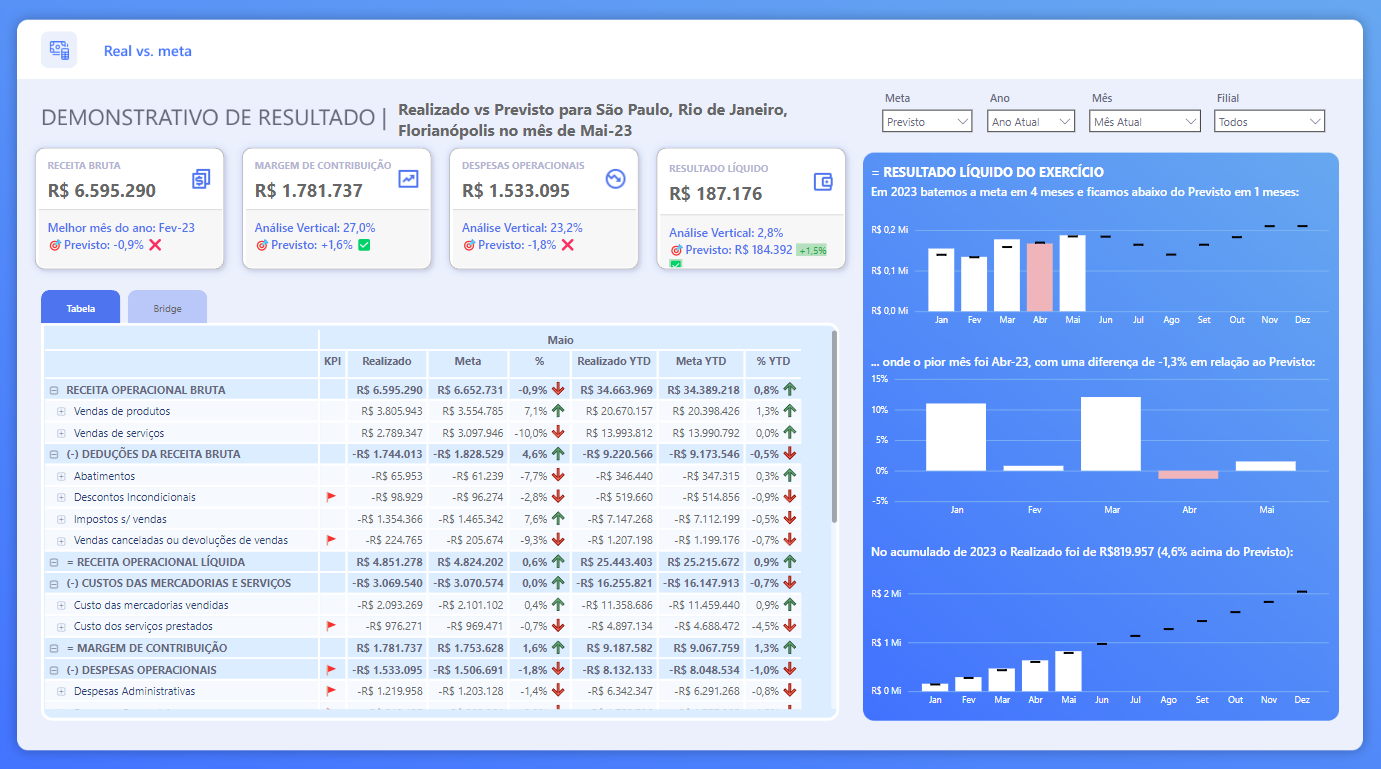 Real vs. meta
DEMONSTRATIVO DE RESULTADO |
Realizado vs Previsto para São Paulo, Rio de Janeiro,
Florianópolis no mês de Mai-23
Meta Ano Mês Filial
Previsto Ano Atual Mês Atual Todos
RECEITA BRUTA
R$ 6.595.290
Melhor mês do ano: Fev-23
🎯 Previsto: -0,9% ❌
MARGEM DE CONTRIBUIÇÃO
R$ 1.781.737
Análise Vertical: 27,0%
🎯 Previsto: +1,6% ✅
DESPESAS OPERACIONAIS
R$ 1.533.095
Análise Vertical: 23,2%
🎯 Previsto: -1,8% ❌
RESULTADO LÍQUIDO
R$ 187.176
Análise Vertical: 2,8%
🎯 Previsto: R$ 184.392 +1,5%
✅
Tabela Bridge
Maio
KPI Realizado Meta % Realizado YTD Meta YTD % YTD
RECEITA OPERACIONAL BRUTA R$ 6.595.290 R$ 6.652.731 -0,9% R$ 34.663.969 R$ 34.389.218 0,8%
Vendas de produtos R$ 3.805.943 R$ 3.554.785 7,1% R$ 20.670.157 R$ 20.398.426 1,3%
Vendas de serviços R$ 2.789.347 R$ 3.097.946 -10,0% R$ 13.993.812 R$ 13.990.792 0,0%
(-) DEDUÇÕES DA RECEITA BRUTA -R$ 1.744.013 -R$ 1.828.529 4,6% -R$ 9.220.566 -R$ 9.173.546 -0,5%
Abatimentos -R$ 65.953 -R$ 61.239 -7,7% -R$ 346.440 -R$ 347.315 0,3%
Descontos Incondicionais -R$ 98.929 -R$ 96.274 -2,8% -R$ 519.660 -R$ 514.856 -0,9%
Impostos s/ vendas -R$ 1.354.366 -R$ 1.465.342 7,6% -R$ 7.147.268 -R$ 7.112.199 -0,5%
Vendas canceladas ou devoluções de vendas -R$ 224.765 -R$ 205.674 -9,3% -R$ 1.207.198 -R$ 1.199.176 -0,7%
= RECEITA OPERACIONAL LÍQUIDA R$ 4.851.278 R$ 4.824.202 0,6% R$ 25.443.403 R$ 25.215.672 0,9%
(-) CUSTOS DAS MERCADORIAS E SERVIÇOS -R$ 3.069.540 -R$ 3.070.574 0,0% -R$ 16.255.821 -R$ 16.147.913 -0,7%
Custo das mercadorias vendidas -R$ 2.093.269 -R$ 2.101.102 0,4% -R$ 11.358.686 -R$ 11.459.440 0,9%
Custo dos serviços prestados -R$ 976.271 -R$ 969.471 -0,7% -R$ 4.897.134 -R$ 4.688.472 -4,5%
= MARGEM DE CONTRIBUIÇÃO R$ 1.781.737 R$ 1.753.628 1,6% R$ 9.187.582 R$ 9.067.759 1,3%
(-) DESPESAS OPERACIONAIS -R$ 1.533.095 -R$ 1.506.691 -1,8% -R$ 8.132.133 -R$ 8.048.534 -1,0%
Despesas Administrativas -R$ 1.219.958 -R$ 1.203.128 -1,4% -R$ 6.342.347 -R$ 6.291.268 -0,8%
= RESULTADO LÍQUIDO DO EXERCÍCIO
Em 2023 batemos a meta em 4 meses e ficamos abaixo do Previsto em 1 meses:
R$ 0,2 Mi
R$ 0,1 Mi
R$ 0,0 Mi
Jan Fev Mar Abr Mai Jun Jul Ago Set Out Nov Dez
... onde o pior mês foi Abr-23, com uma diferença de -1,3% em relação ao Previsto:
15%
10%
5%
0%
-5%
Jan Fev Mar Abr Mai
No acumulado de 2023 o Realizado foi de R$819.957 (4,6% acima do Previsto):
R$ 2 Mi
R$ 1 Mi
R$ 0 Mi
Jan Fev Mar Abr Mai Jun Jul Ago Set Out Nov Dez